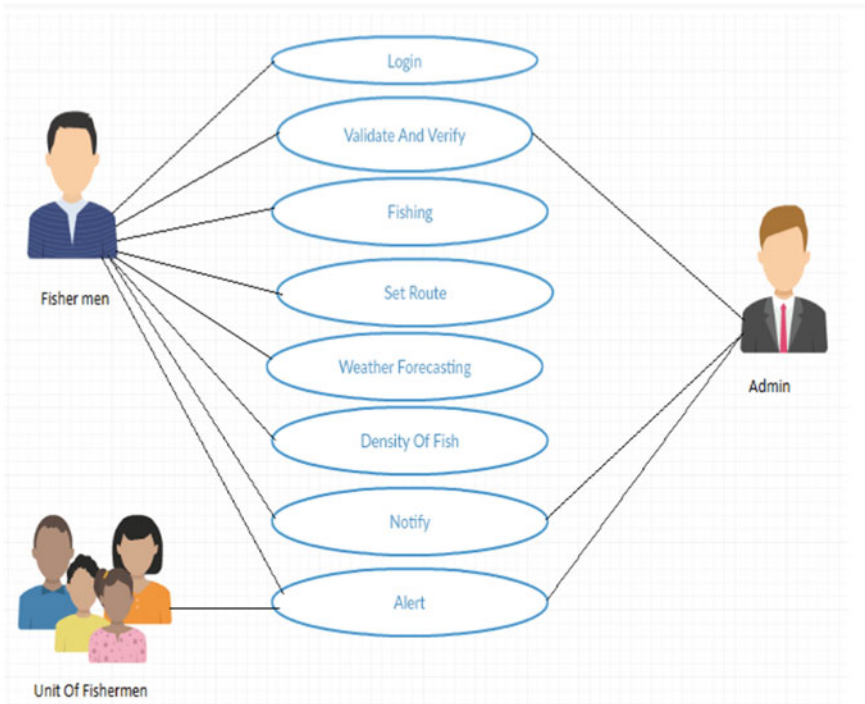 Login
Validate And Verify
Fishing
Set Route
Weather Forecasting
Density Of Fish
Notify
Alert
Fisher men
Admin
Unit Of Fishermen